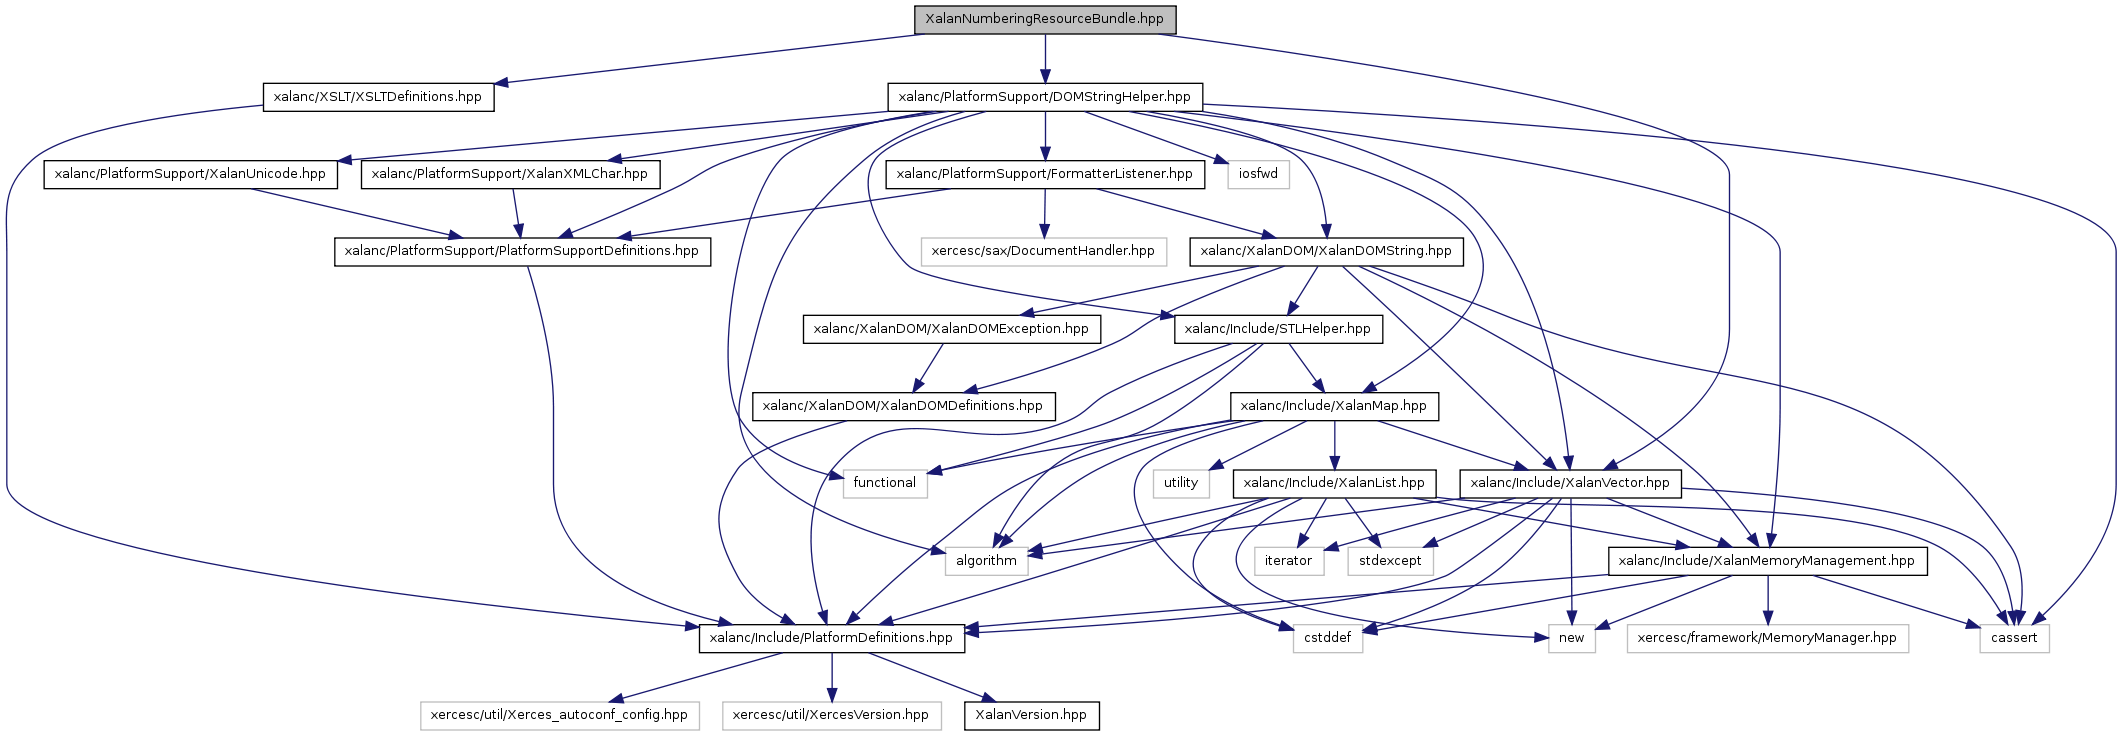 XalanNumberingResourceBundle.hpp
xalanc/XSLT/XSLTDefinitions.hpp
xalanc/PlatformSupport/DOMStringHelper.hpp
xalanc/PlatformSupport/XalanUnicode.hpp
xalanc/PlatformSupport/XalanXMLChar.hpp
xalanc/PlatformSupport/FormatterListener.hpp
iosfwd
xalanc/PlatformSupport/PlatformSupportDefinitions.hpp
xercesc/sax/DocumentHandler.hpp
xalanc/XalanDOM/XalanDOMString.hpp
xalanc/XalanDOM/XalanDOMException.hpp
xalanc/Include/STLHelper.hpp
xalanc/XalanDOM/XalanDOMDefinitions.hpp
xalanc/Include/XalanMap.hpp
functional
utility
xalanc/Include/XalanList.hpp
xalanc/Include/XalanVector.hpp
algorithm
iterator
stdexcept
xalanc/Include/XalanMemoryManagement.hpp
xalanc/Include/PlatformDefinitions.hpp
cstddef
new
xercesc/framework/MemoryManager.hpp
cassert
xercesc/util/Xerces_autoconf_config.hpp
xercesc/util/XercesVersion.hpp
XalanVersion.hpp